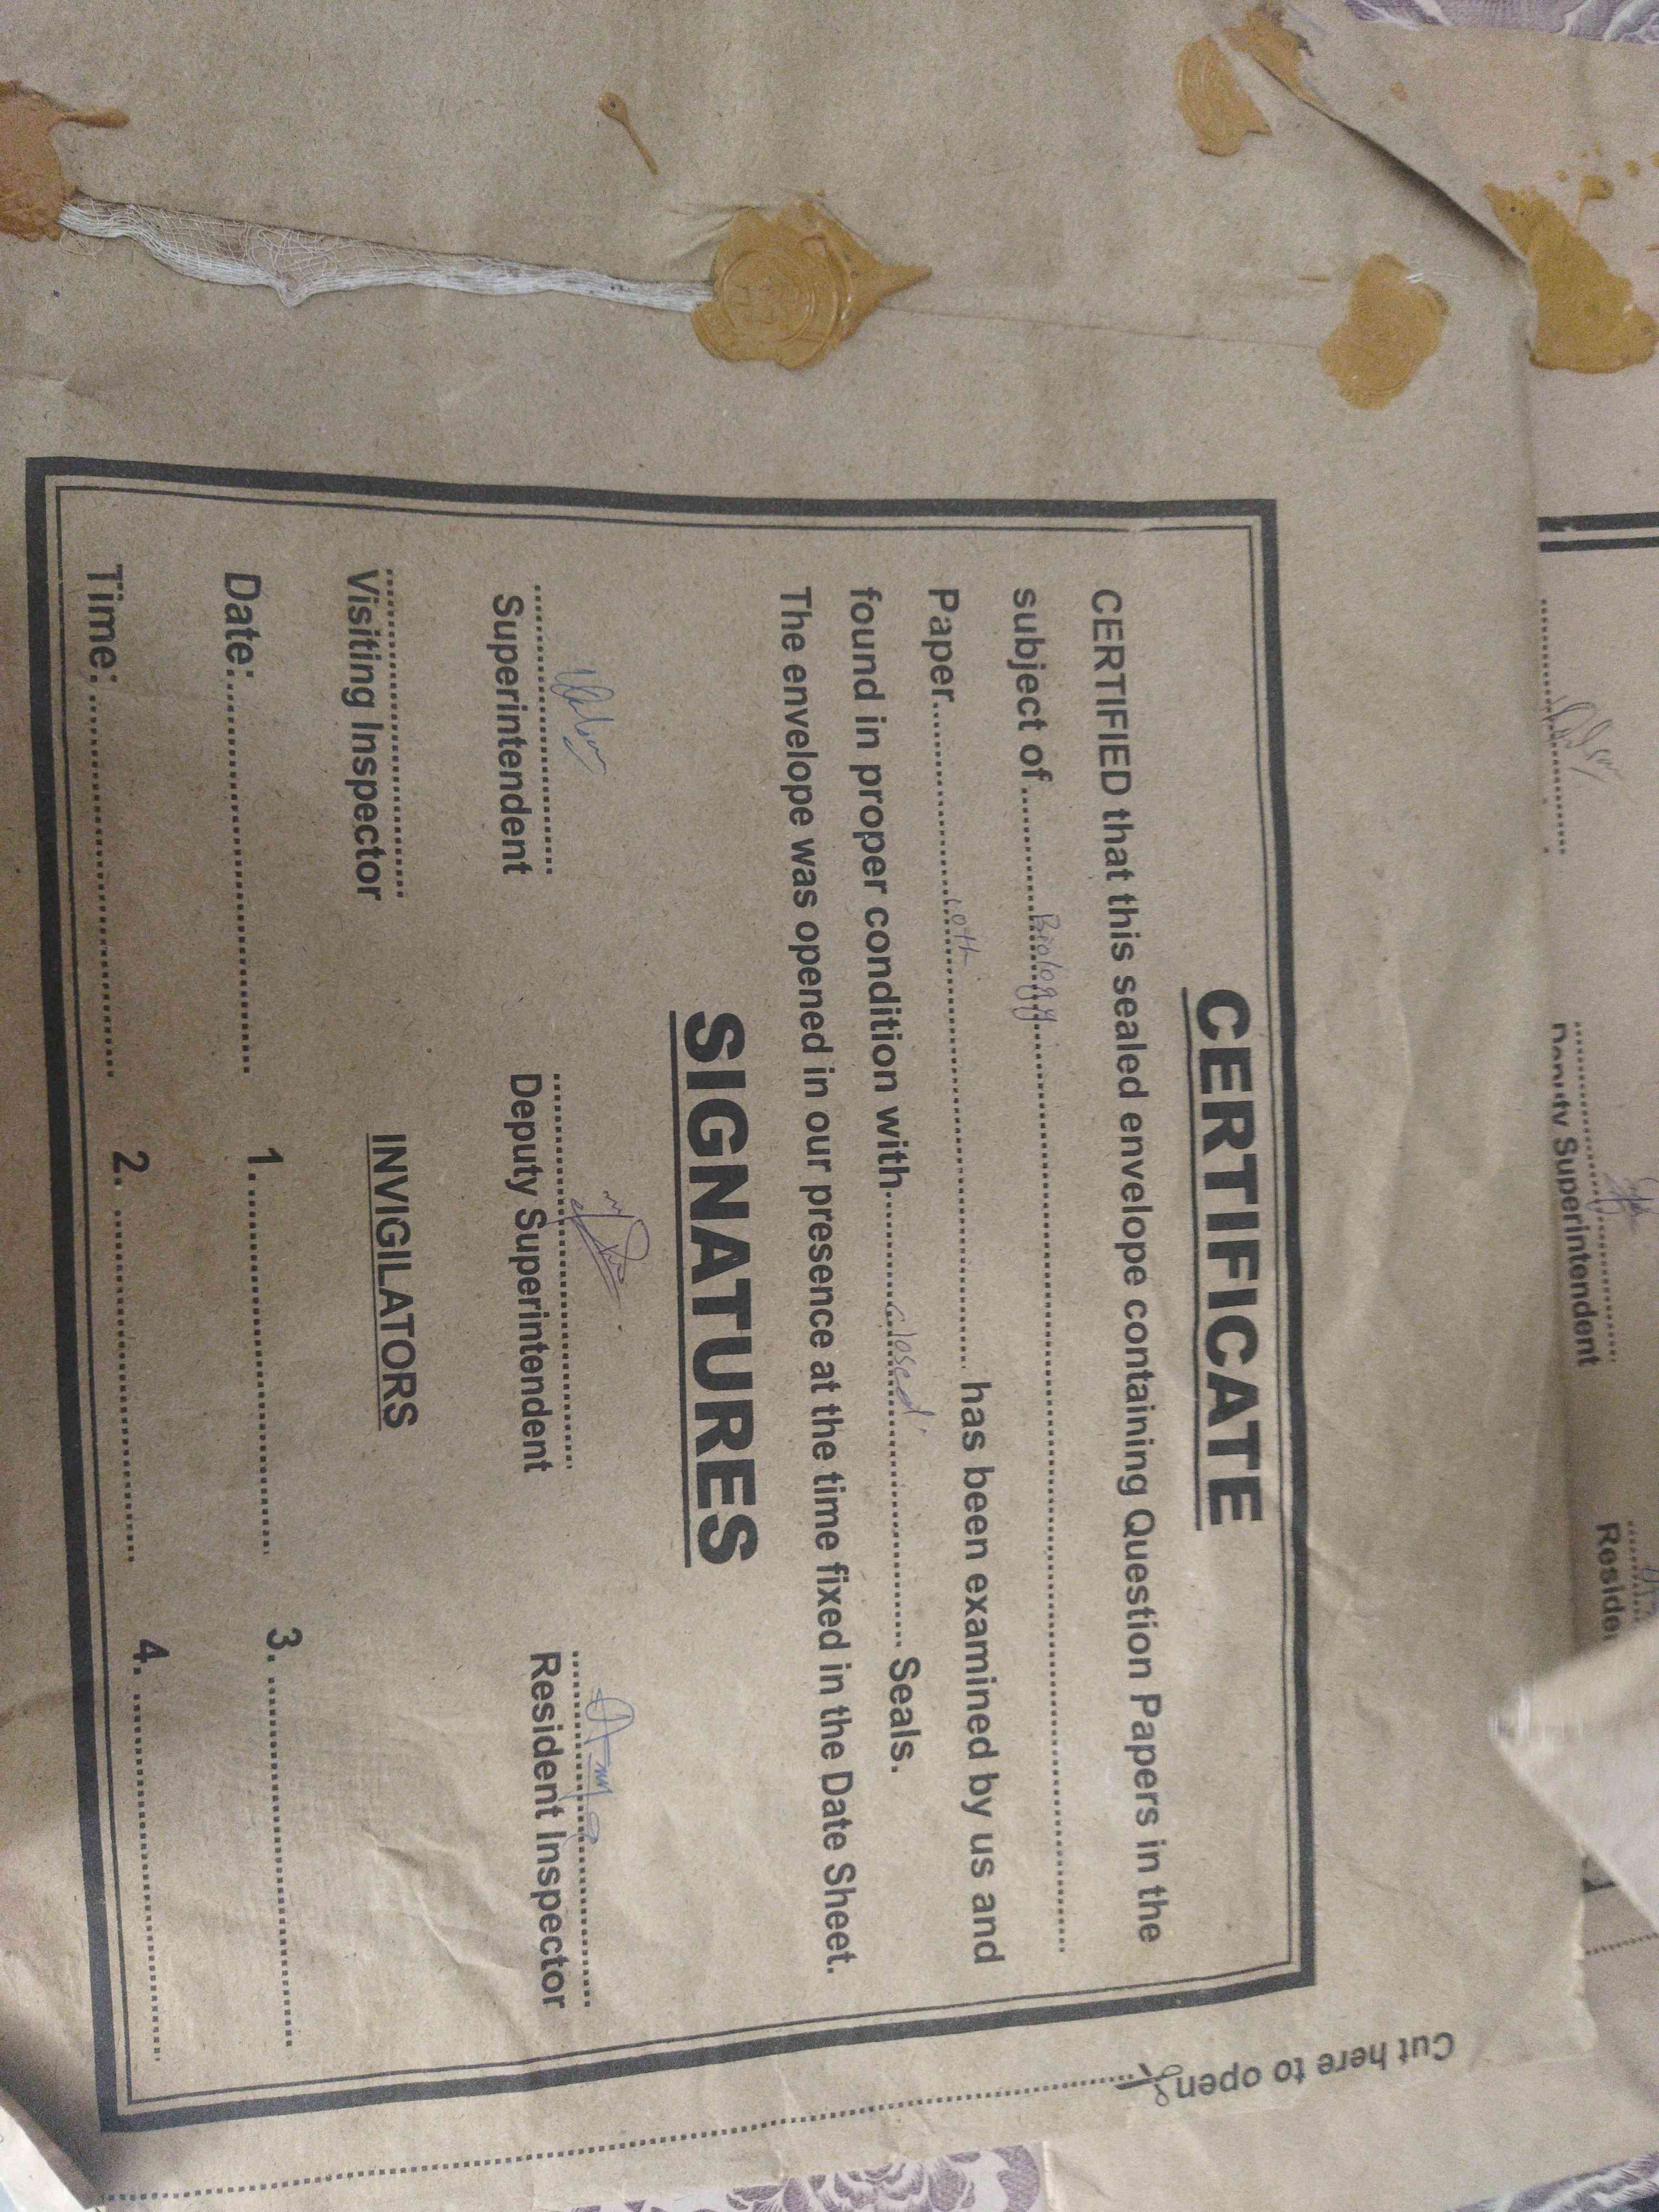 CERTIFICATE
CERTIFIED that this sealed envelope containing Question Papers in the
subject of..........Biology..........
Paper..........10th.......... has been examined by us and
found in proper condition with..........closed.......... Seals.
The envelope was opened in our presence at the time fixed in the Date Sheet.
SIGNATURES
Superintendent Deputy Superintendent Resident Inspector
Visiting Inspector INVIGILATORS
Date:.......... 1........... 3...........
Time:.......... 2. .......... 4. ..........
Cut here to open
Deputy Superintendent